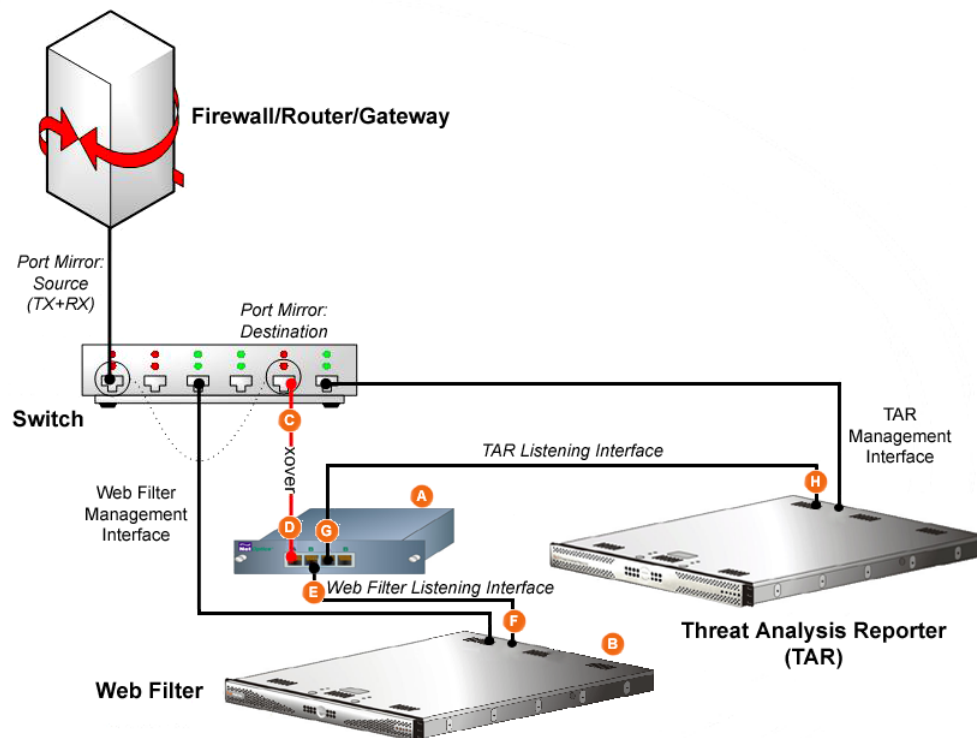 Firewall/Router/Gateway
Port Mirror:
Source
(TX+RX)
Port Mirror:
Destination
Switch
C
xover
TAR Listening Interface
TAR
Management
Interface
Web Filter
Management
Interface
A
H
D
G
E
Web Filter Listening Interface
F
B
Threat Analysis Reporter
(TAR)
Web Filter